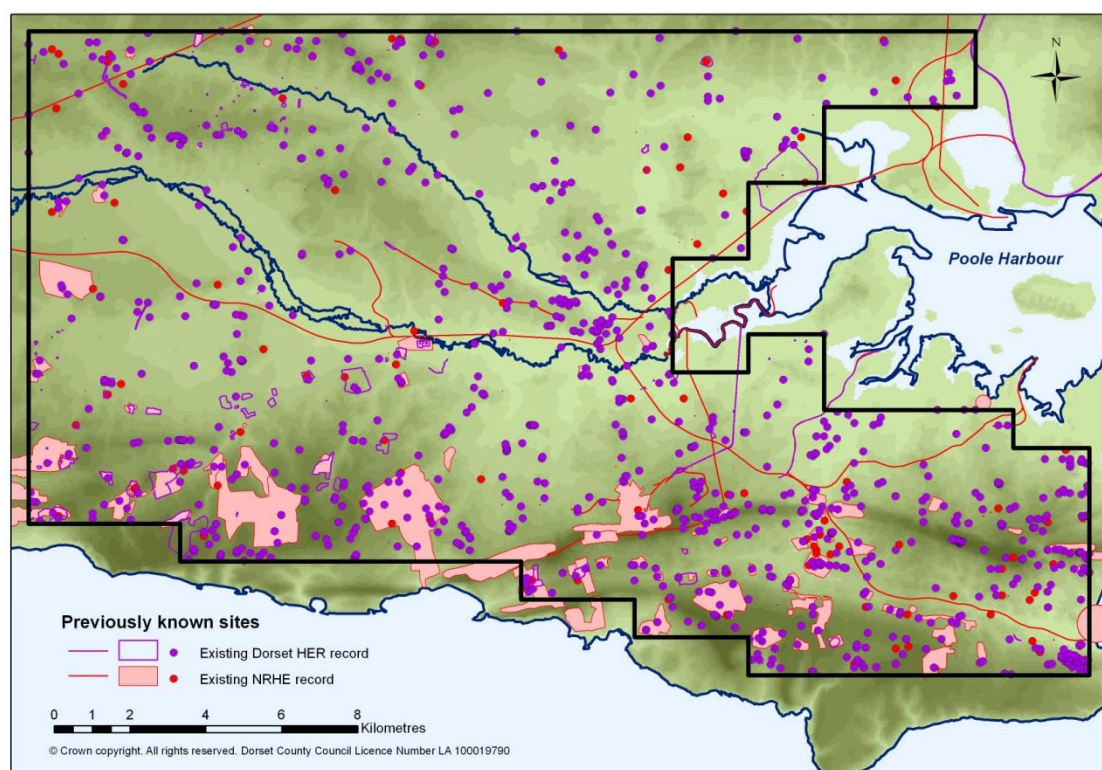 N
Poole Harbour
Previously known sites
Existing Dorset HER record
Existing NRHE record
0 1 2 4 6 8
Kilometres
© Crown copyright. All rights reserved. Dorset County Council Licence Number LA 100019790